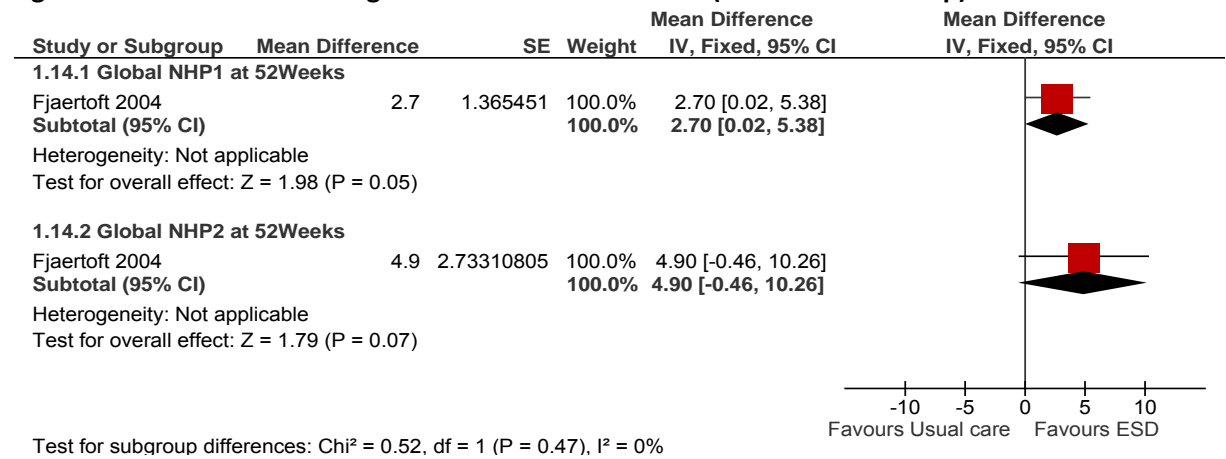 Mean Difference Mean Difference
Study or Subgroup Mean Difference SE Weight IV, Fixed, 95% CI IV, Fixed, 95% CI
1.14.1 Global NHP1 at 52Weeks
Fjaertoft 2004 2.7 1.365451 100.0% 2.70 [0.02, 5.38]
Subtotal (95% CI) 100.0% 2.70 [0.02, 5.38]
Heterogeneity: Not applicable
Test for overall effect: Z = 1.98 (P = 0.05)
1.14.2 Global NHP2 at 52Weeks
Fjaertoft 2004 4.9 2.73310805 100.0% 4.90 [-0.46, 10.26]
Subtotal (95% CI) 100.0% 4.90 [-0.46, 10.26]
Heterogeneity: Not applicable
Test for overall effect: Z = 1.79 (P = 0.07)
-10 -5 0 5 10
Favours Usual care Favours ESD
Test for subgroup differences: Chi² = 0.52, df = 1 (P = 0.47), I² = 0%